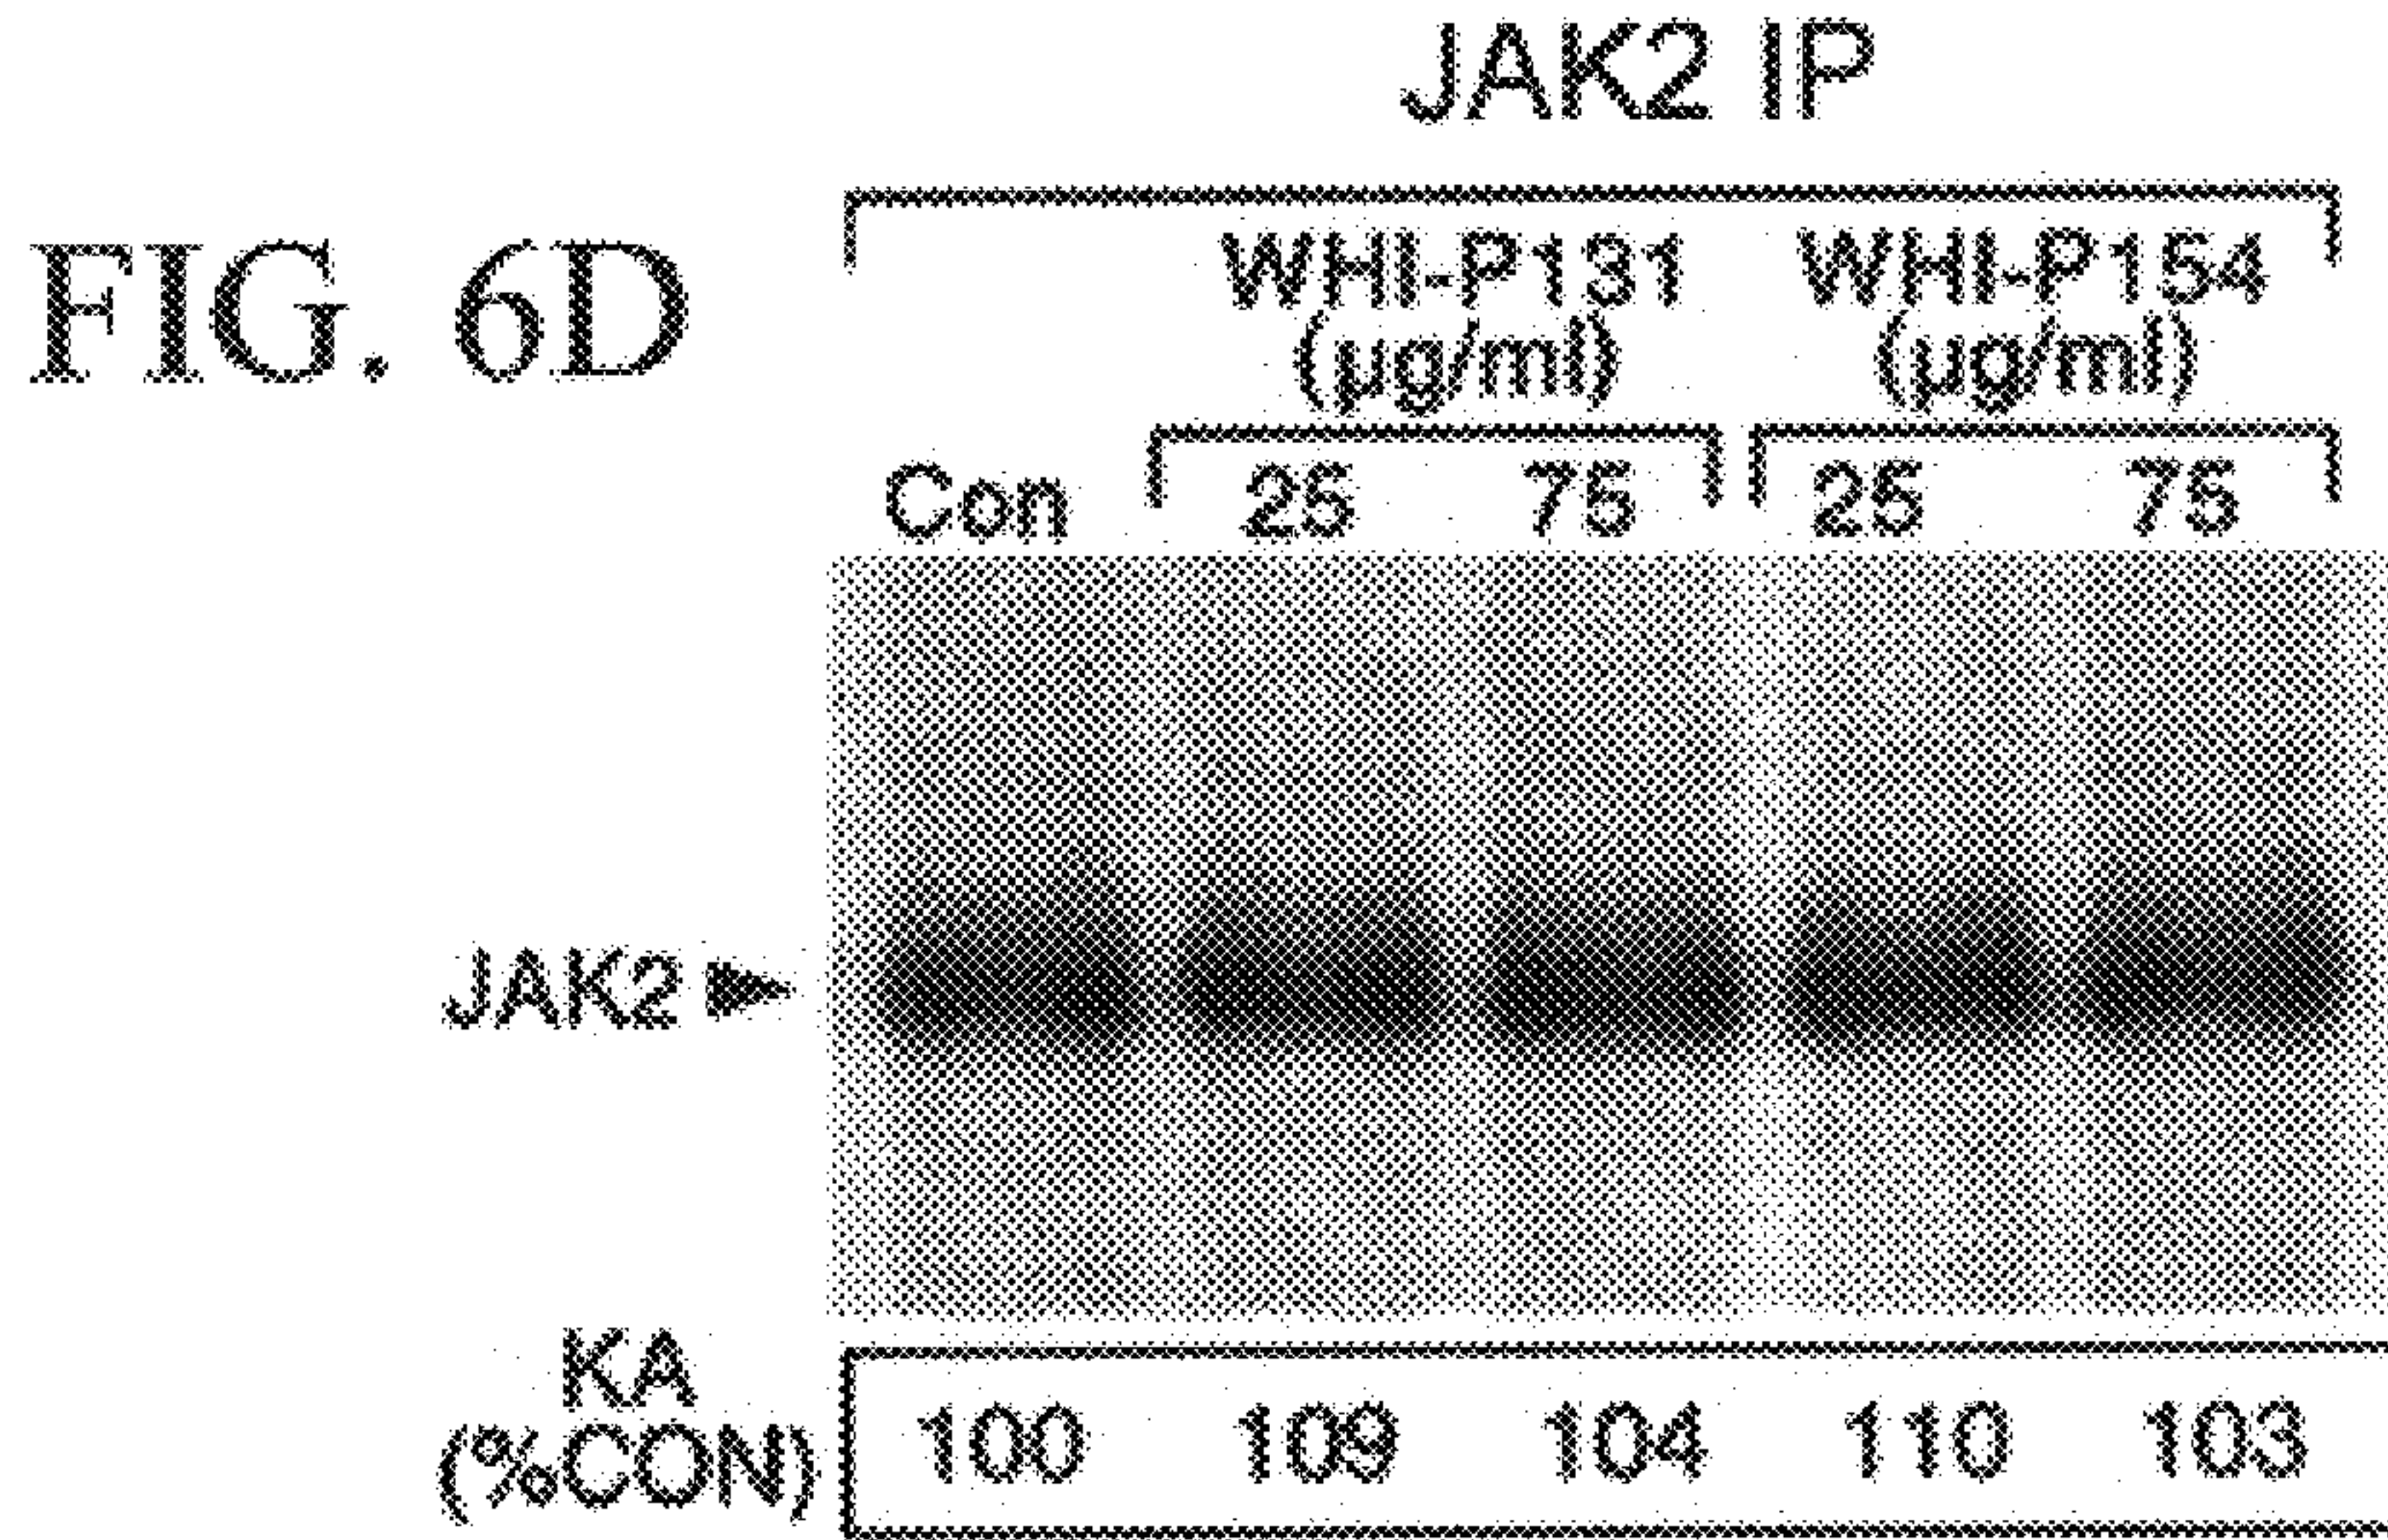 JAK2 IP
FIG. 6D
WHI-P131 WHI-P154
(µg/ml) (µg/ml)
Con 25 75 25 75
JAK2
KA
(%CON) 100 109 104 110 103